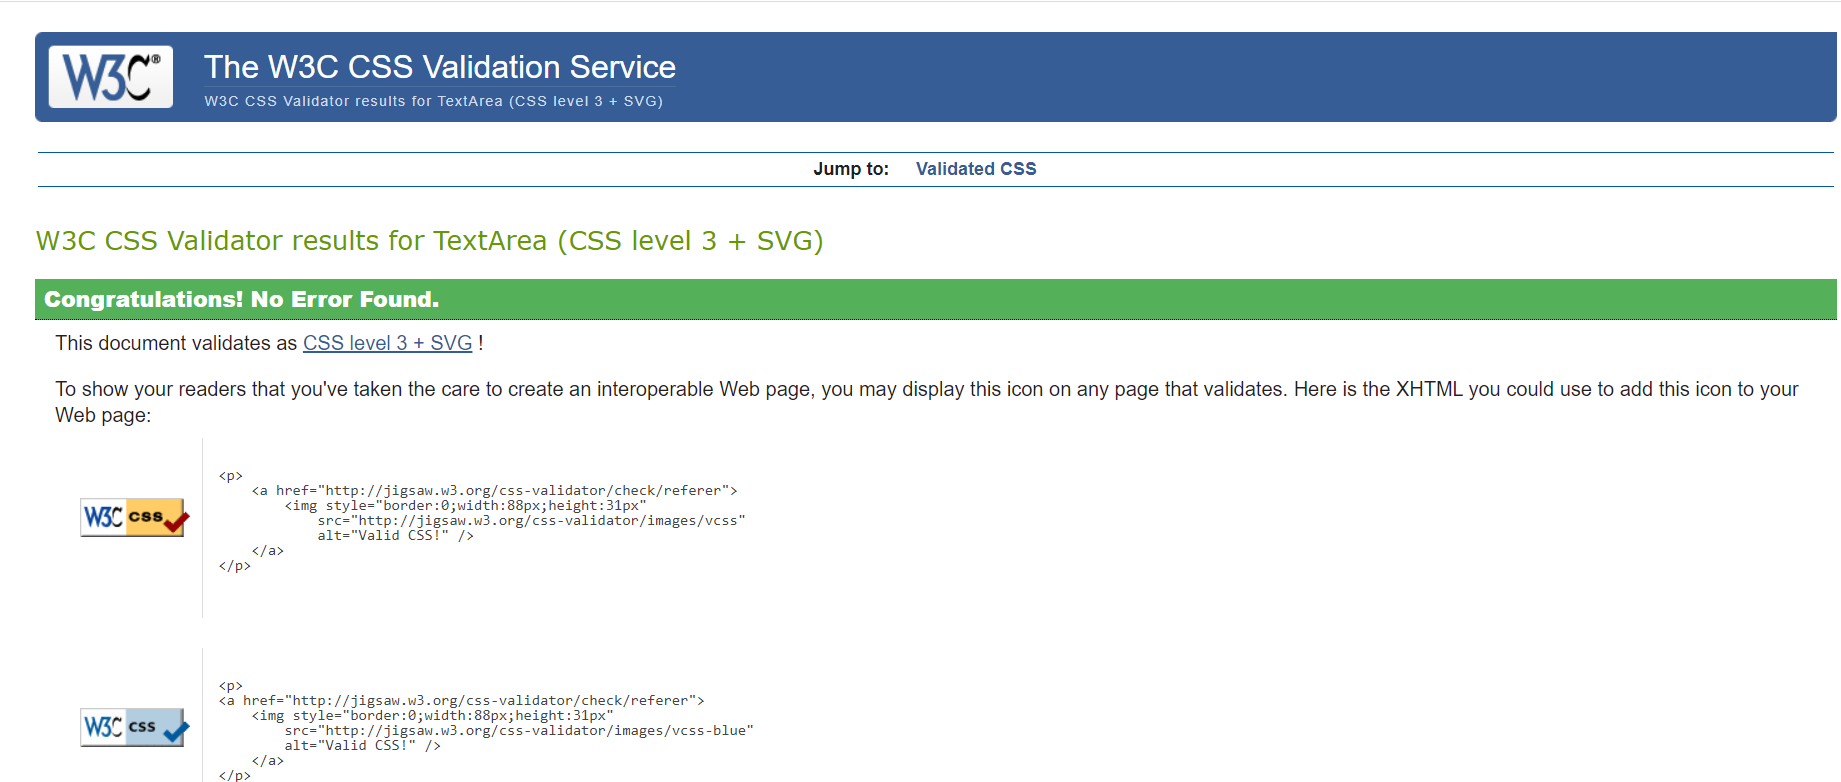 W3C®
The W3C CSS Validation Service
W3C CSS Validator results for TextArea (CSS level 3 + SVG)
Jump to: Validated CSS
W3C CSS Validator results for TextArea (CSS level 3 + SVG)
Congratulations! No Error Found.
This document validates as CSS level 3 + SVG !
To show your readers that you've taken the care to create an interoperable Web page, you may display this icon on any page that validates. Here is the XHTML you could use to add this icon to your
Web page:
W3C css
<p>
    <a href="http://jigsaw.w3.org/css-validator/check/referer">
        <img style="border:0;width:88px;height:31px"
            src="http://jigsaw.w3.org/css-validator/images/vcss"
            alt="Valid CSS!" />
    </a>
</p>
W3C css
<p>
<a href="http://jigsaw.w3.org/css-validator/check/referer">
    <img style="border:0;width:88px;height:31px"
        src="http://jigsaw.w3.org/css-validator/images/vcss-blue"
        alt="Valid CSS!" />
    </a>
</p>